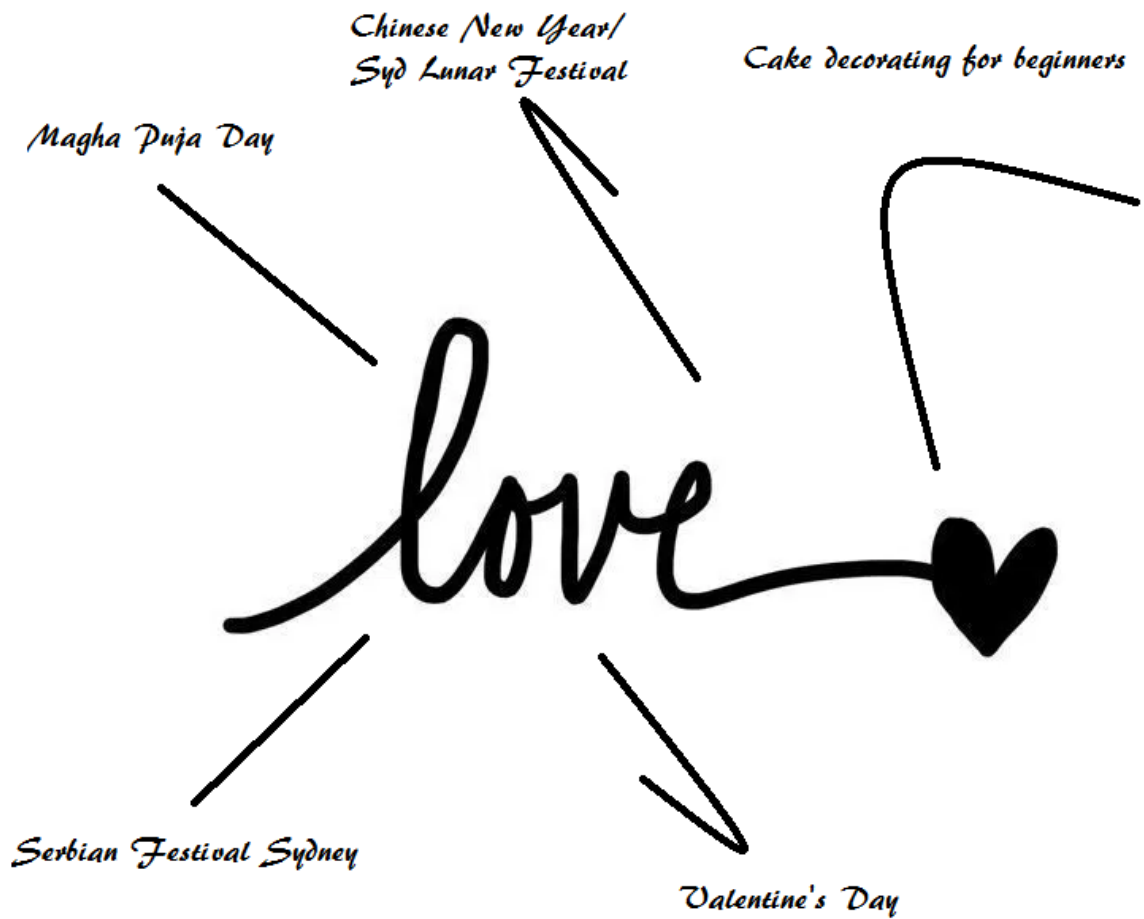 Chinese New Year/
Syd Lunar Festival
Cake decorating for beginners
Magha Puja Day
love
Serbian Festival Sydney
Valentine's Day